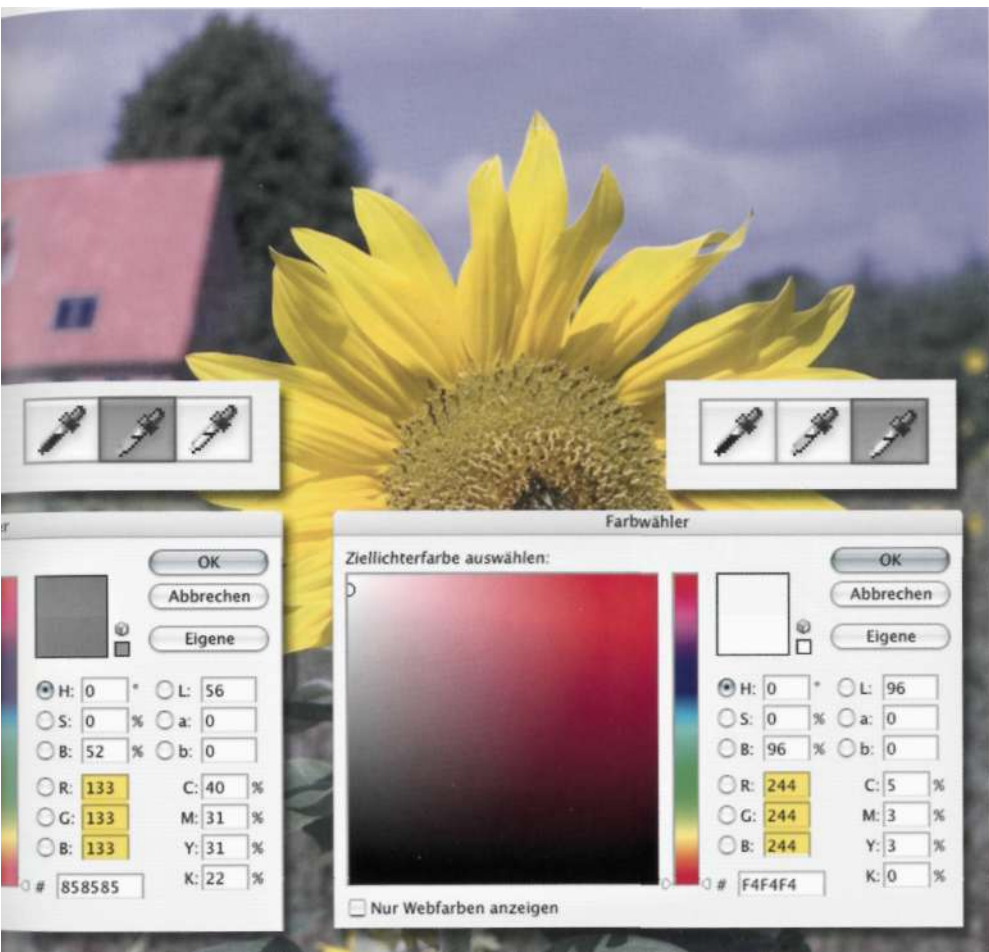 er
OK
Abbrechen
Eigene
H: 0 °
L: 56
S: 0 %
a: 0
B: 52 %
b: 0
R: 133
C: 40 %
G: 133
M: 31 %
B: 133
Y: 31 %
# 858585
K: 22 %
Farbwähler
Ziellichterfarbe auswählen:
OK
Abbrechen
Eigene
H: 0 °
L: 96
S: 0 %
a: 0
B: 96 %
b: 0
R: 244
C: 5 %
G: 244
M: 3 %
B: 244
Y: 3 %
# F4F4F4
K: 0 %
Nur Webfarben anzeigen